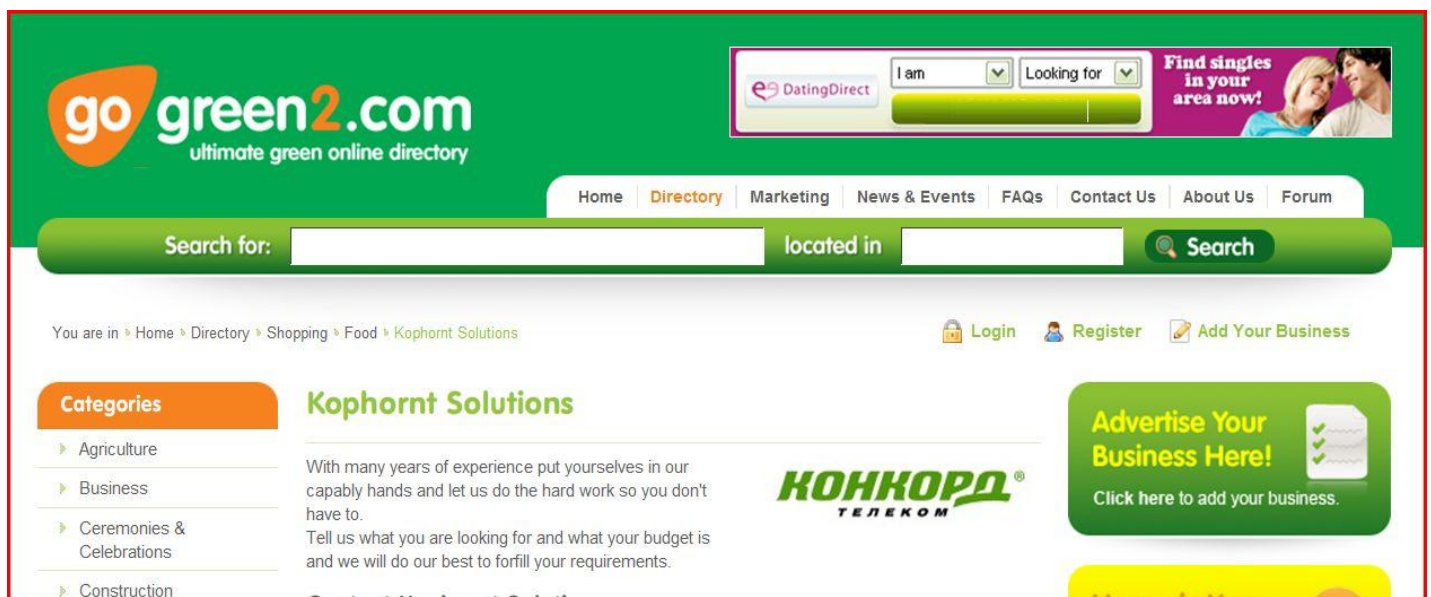 go green2.com
ultimate green online directory
DatingDirect
I am
Looking for
Find singles
in your
area now!
Home Directory Marketing News & Events FAQs Contact Us About Us Forum
Search for: located in Search
You are in Home Directory Shopping Food Kophornt Solutions
Login Register Add Your Business
Categories
Agriculture
Business
Ceremonies &
Celebrations
Construction
Kophornt Solutions
With many years of experience put yourselves in our
capably hands and let us do the hard work so you don't
have to.
Tell us what you are looking for and what your budget is
and we will do our best to forfill your requirements.
КОНКОРД®
ТЕЛЕКОМ
Advertise Your
Business Here!
Click here to add your business.